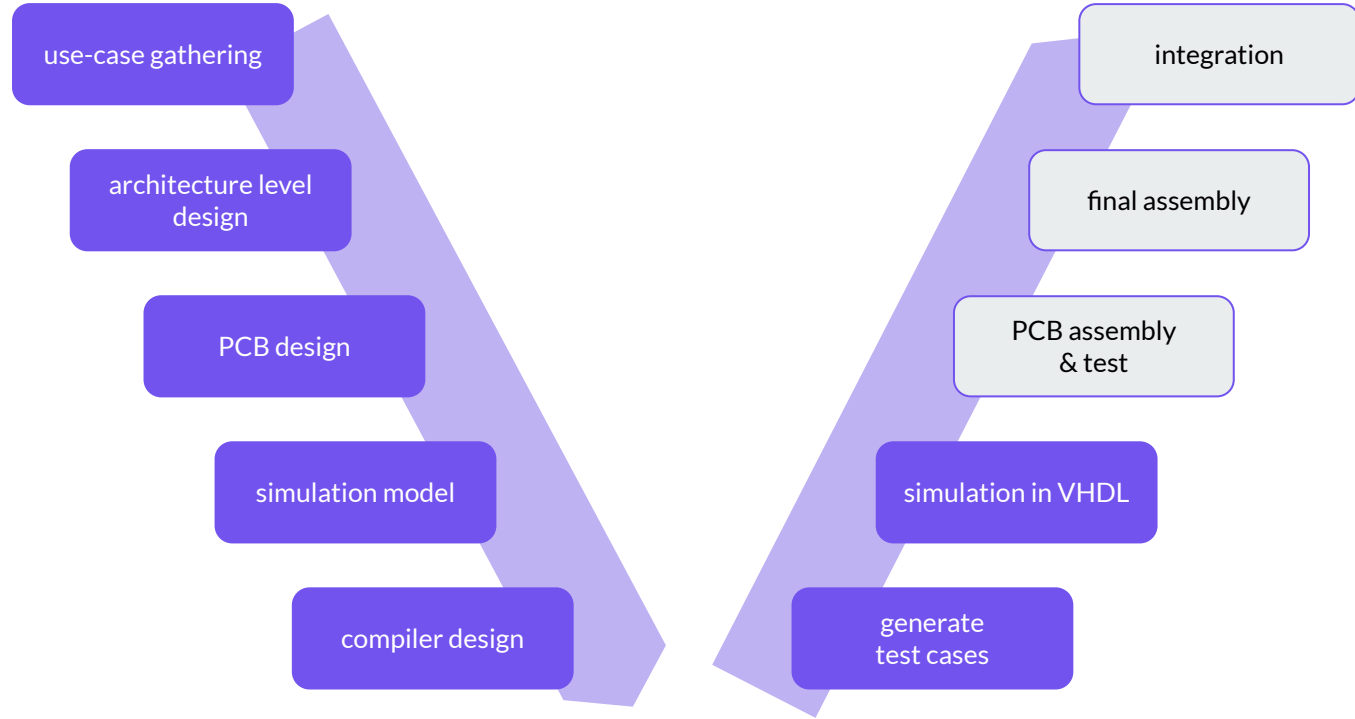 use-case gathering
architecture level
design
PCB design
simulation model
compiler design
integration
final assembly
PCB assembly
& test
simulation in VHDL
generate
test cases